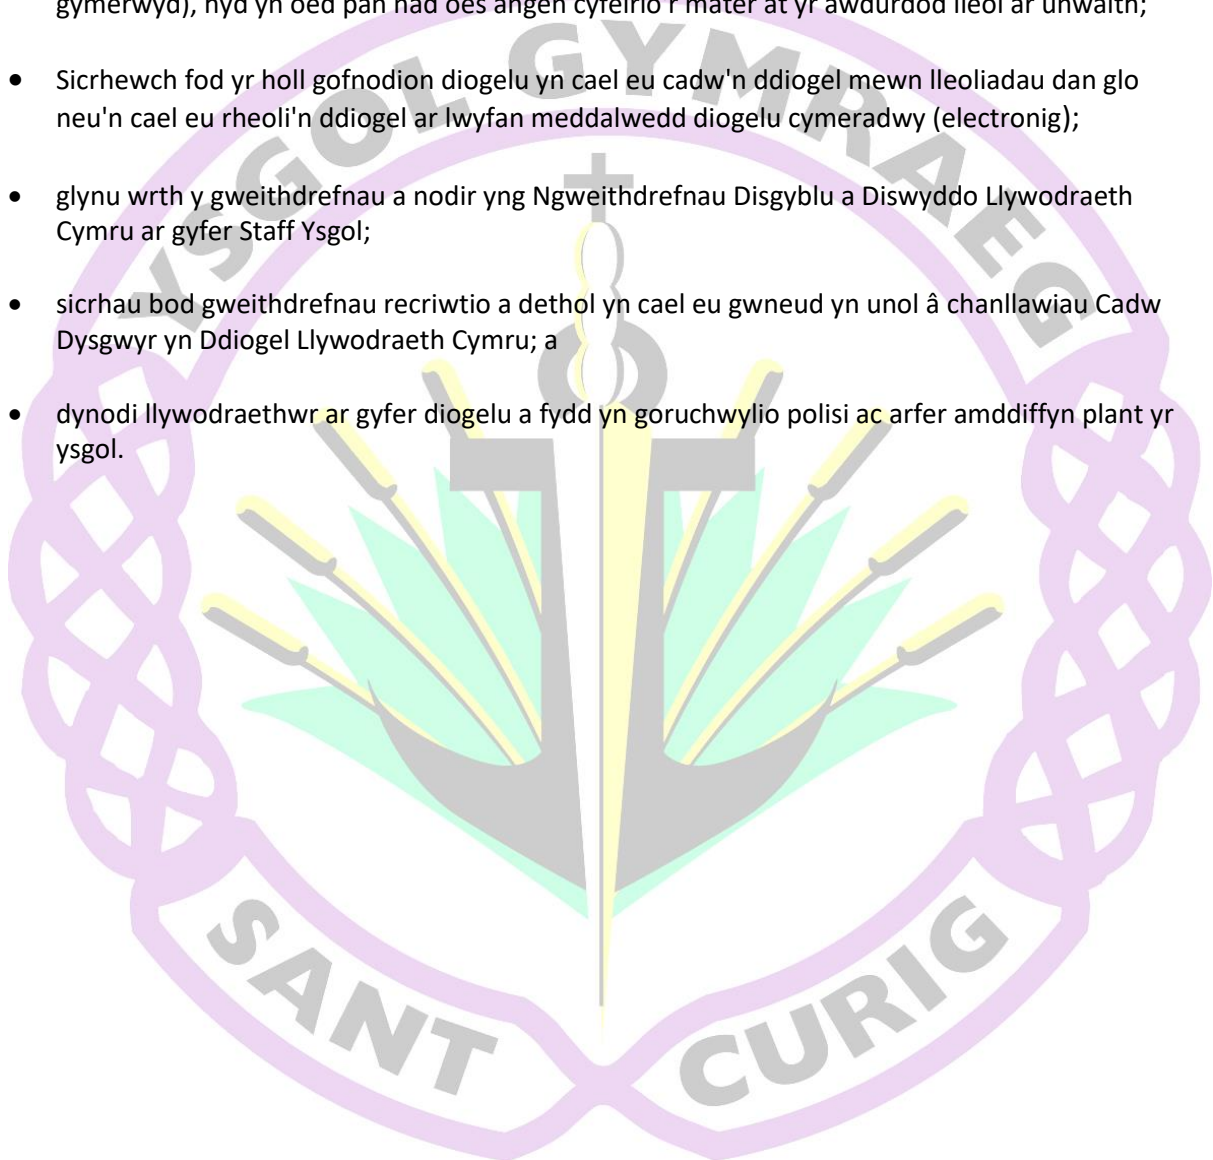 gymerwyd), hyd yn oed pan nad oes angen cyfeirio'r mater at yr awdurdod lleol ar unwaith;
• Sicrhewch fod yr holl gofnodion diogelu yn cael eu cadw'n ddiogel mewn lleoliadau dan glo
neu'n cael eu rheoli'n ddiogel ar lwyfan meddalwedd diogelu cymeradwy (electronig);
• glynu wrth y gweithdrefnau a nodir yng Ngweithdrefnau Disgyblu a Diswyddo Llywodraeth
Cymru ar gyfer Staff Ysgol;
• sicrhau bod gweithdrefnau recriwtio a dethol yn cael eu gwneud yn unol â chanllawiau Cadw
Dysgwyr yn Ddiogel Llywodraeth Cymru; a
• dynodi llywodraethwr ar gyfer diogelu a fydd yn goruchwylio polisi ac arfer amddiffyn plant yr
ysgol.
YSGOL GYMRAEG
SANT CURIG